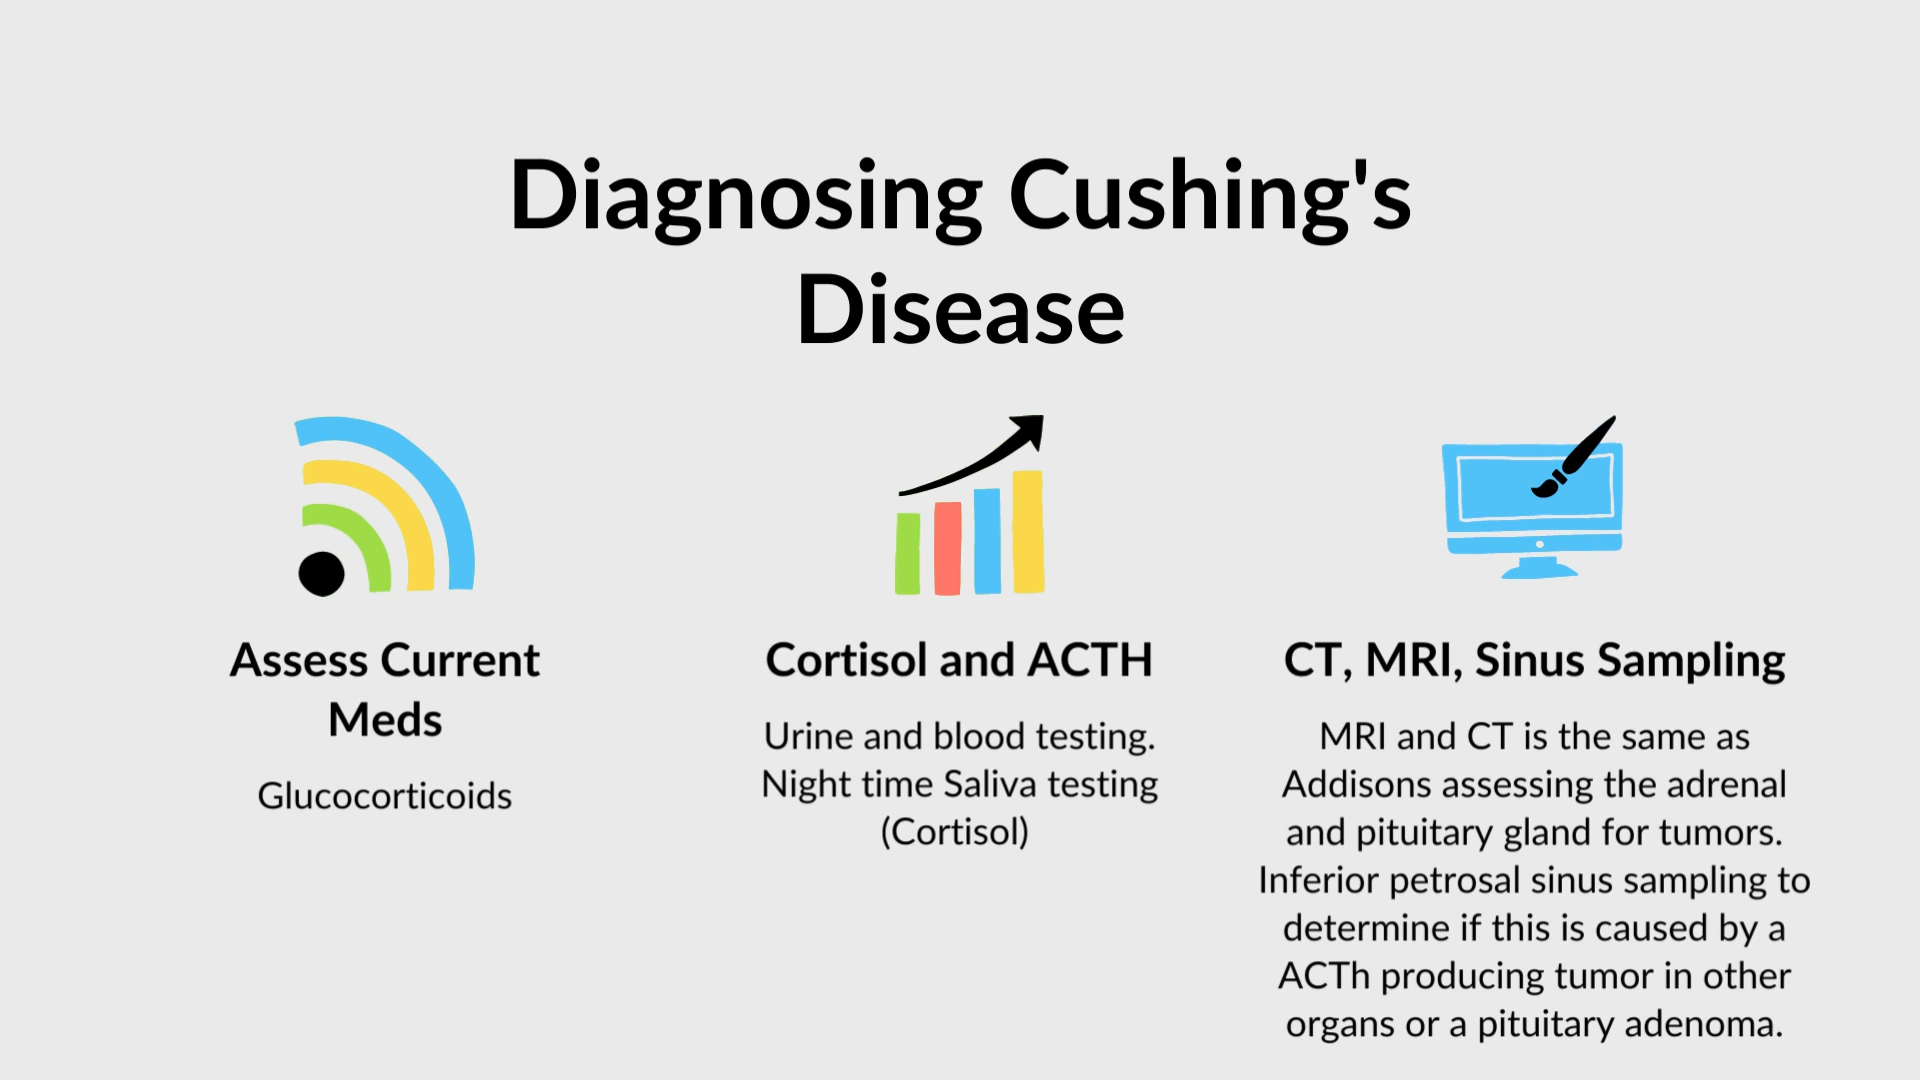 Diagnosing Cushing's
Disease
Assess Current
Meds
Glucocorticoids
Cortisol and ACTH
Urine and blood testing.
Night time Saliva testing
(Cortisol)
CT, MRI, Sinus Sampling
MRI and CT is the same as
Addisons assessing the adrenal
and pituitary gland for tumors.
Inferior petrosal sinus sampling to
determine if this is caused by a
ACTh producing tumor in other
organs or a pituitary adenoma.